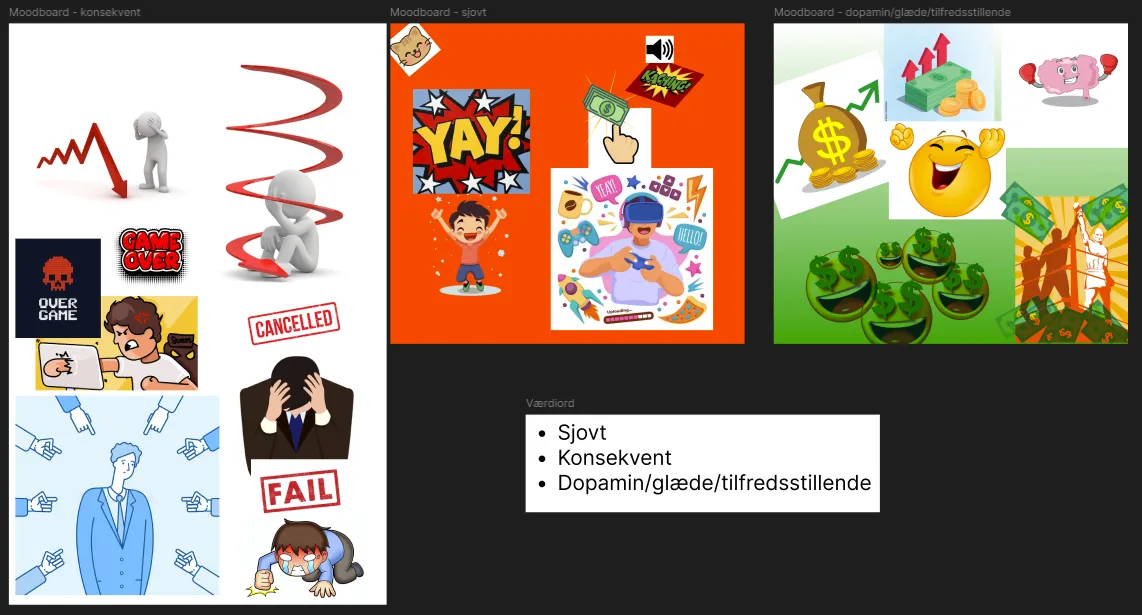 Moodboard - konsekvent
GAME
OVER
OVER
GAME
CANCELLED
FAIL
Moodboard - sjovt
KACHING!
YAY!
YEAY!
HELLO!
Uploading...
Moodboard - dopamin/glæde/tilfredsstillende
Værdiord
• Sjovt
• Konsekvent
• Dopamin/glæde/tilfredsstillende